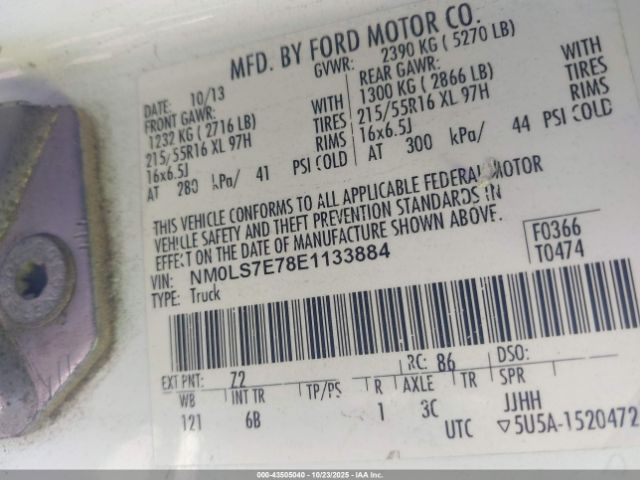 MFD. BY FORD MOTOR CO.
DATE: 10/13 GVWR: 2390 KG ( 5270 LB)
FRONT GAWR: WITH REAR GAWR: WITH
1232 KG ( 2716 LB) TIRES 1300 KG ( 2866 LB) TIRES
215/55R16 XL 97H RIMS 215/55R16 XL 97H RIMS
16x6.5J 16x6.5J
AT 280 kPa/ 41 PSI COLD AT 300 kPa/ 44 PSI COLD
THIS VEHICLE CONFORMS TO ALL APPLICABLE FEDERAL MOTOR
VEHICLE SAFETY AND THEFT PREVENTION STANDARDS IN
EFFECT ON THE DATE OF MANUFACTURE SHOWN ABOVE.
VIN: NM0LS7E78E1133884 F0366
TYPE: Truck T0474
EXT PNT: Z2 RC: 86 DSO:
WB INT TR TP/PS R AXLE TR SPR
121 6B 1 3C JJHH
UTC ▽5U5A-1520472
000-43505040 - 10/23/2025 - IAAI.com